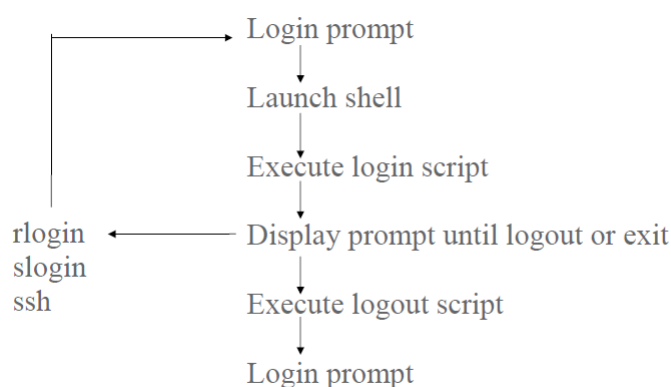 Login prompt
Launch shell
Execute login script
Display prompt until logout or exit
rlogin
slogin
ssh
Execute logout script
Login prompt